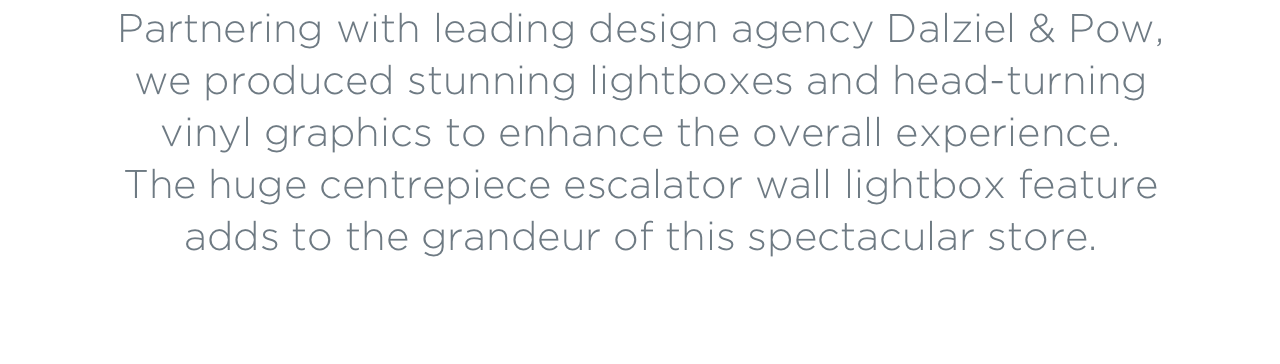 Partnering with leading design agency Dalziel & Pow,
we produced stunning lightboxes and head-turning
vinyl graphics to enhance the overall experience.
The huge centrepiece escalator wall lightbox feature
adds to the grandeur of this spectacular store.